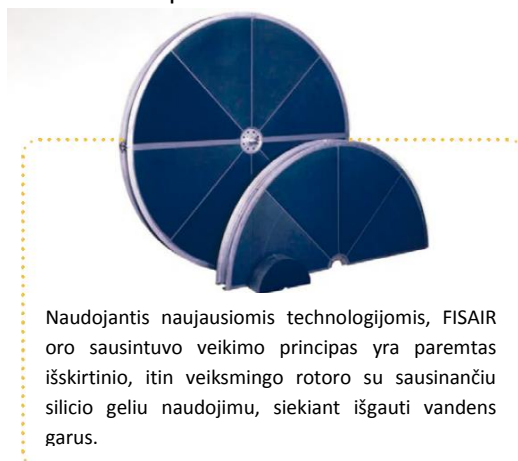 Naudojantis naujausiomis technologijomis, FISAIR
oro sausintuvo veikimo principas yra paremtas
išskirtinio, itin veiksmingo rotoro su sausinančiu
silicio geliu naudojimu, siekiant išgauti vandens
garus.